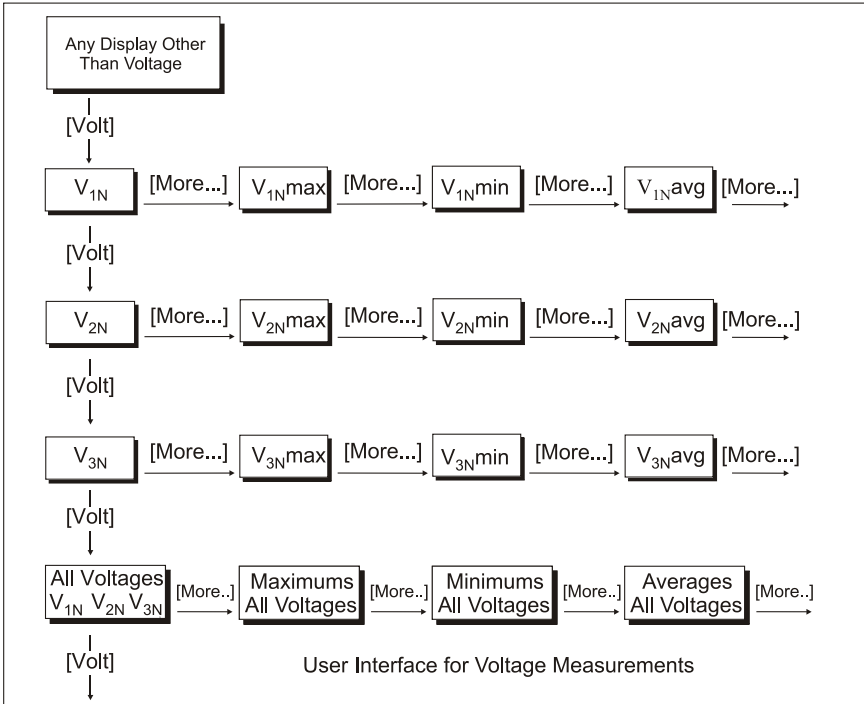 Any Display Other
Than Voltage
[Volt]
V1N [More...] V1Nmax [More...] V1Nmin [More...] V1Navg [More...]
[Volt]
V2N [More...] V2Nmax [More...] V2Nmin [More...] V2Navg [More...]
[Volt]
V3N [More...] V3Nmax [More...] V3Nmin [More...] V3Navg [More...]
[Volt]
All Voltages
V1N V2N V3N
[More..]
Maximums
All Voltages
[More..]
Minimums
All Voltages
[More..]
Averages
All Voltages
[More..]
[Volt]
User Interface for Voltage Measurements